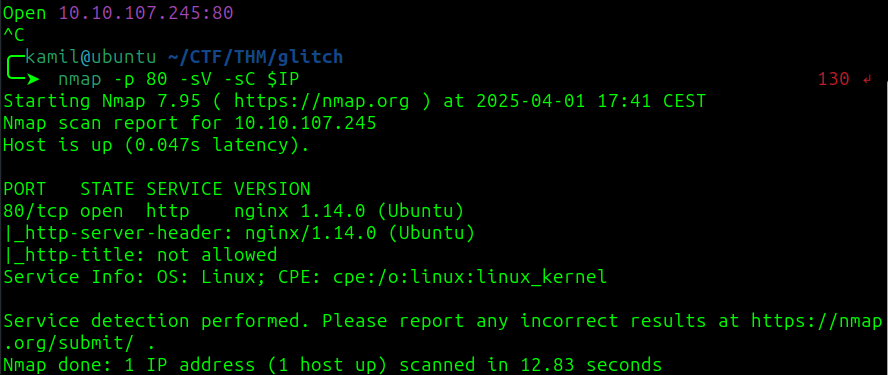 Open 10.10.107.245:80
^C
╭─kamil@ubuntu ~/CTF/THM/glitch
╰─➤  nmap -p 80 -sV -sC $IP                                              130 ↵
Starting Nmap 7.95 ( https://nmap.org ) at 2025-04-01 17:41 CEST
Nmap scan report for 10.10.107.245
Host is up (0.047s latency).

PORT   STATE SERVICE VERSION
80/tcp open  http    nginx 1.14.0 (Ubuntu)
|_http-server-header: nginx/1.14.0 (Ubuntu)
|_http-title: not allowed
Service Info: OS: Linux; CPE: cpe:/o:linux:linux_kernel

Service detection performed. Please report any incorrect results at https://nmap
.org/submit/ .
Nmap done: 1 IP address (1 host up) scanned in 12.83 seconds